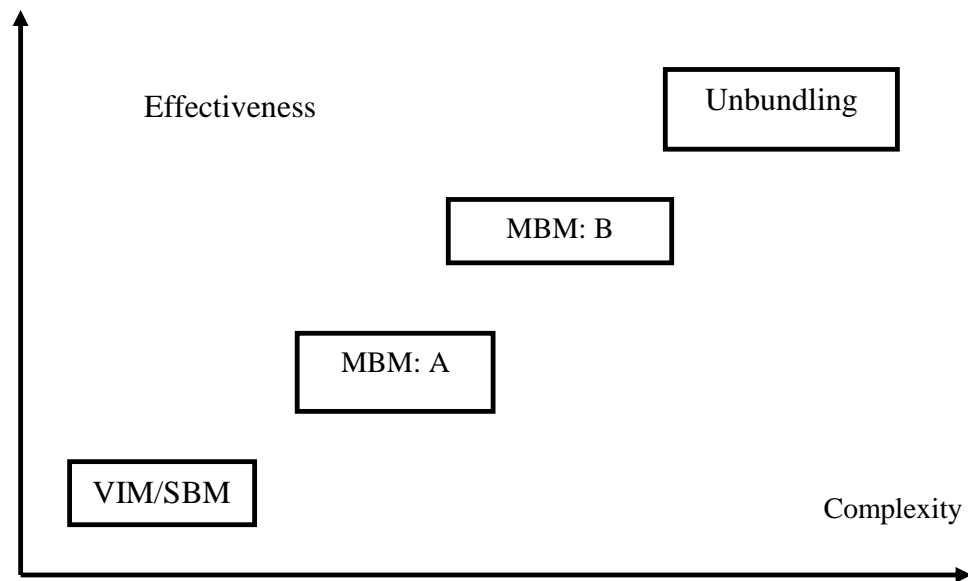 Unbundling
Effectiveness
MBM: B
MBM: A
VIM/SBM
Complexity